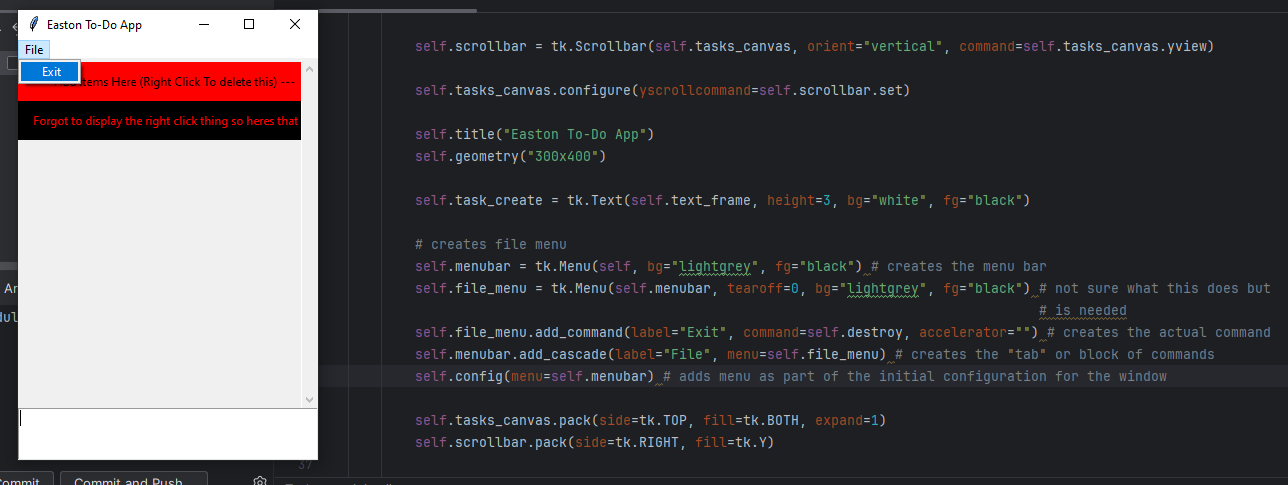 Easton To-Do App
File
Exit
Items Here (Right Click To delete this) ---
Forgot to display the right click thing so heres that
self.scrollbar = tk.Scrollbar(self.tasks_canvas, orient="vertical", command=self.tasks_canvas.yview)
self.tasks_canvas.configure(yscrollcommand=self.scrollbar.set)
self.title("Easton To-Do App")
self.geometry("300x400")
self.task_create = tk.Text(self.text_frame, height=3, bg="white", fg="black")
# creates file menu
self.menubar = tk.Menu(self, bg="lightgrey", fg="black") # creates the menu bar
self.file_menu = tk.Menu(self.menubar, tearoff=0, bg="lightgrey", fg="black") # not sure what this does but
# is needed
self.file_menu.add_command(label="Exit", command=self.destroy, accelerator="") # creates the actual command
self.menubar.add_cascade(label="File", menu=self.file_menu) # creates the "tab" or block of commands
self.config(menu=self.menubar) # adds menu as part of the initial configuration for the window
self.tasks_canvas.pack(side=tk.TOP, fill=tk.BOTH, expand=1)
self.scrollbar.pack(side=tk.RIGHT, fill=tk.Y)
37
Commit and Push...